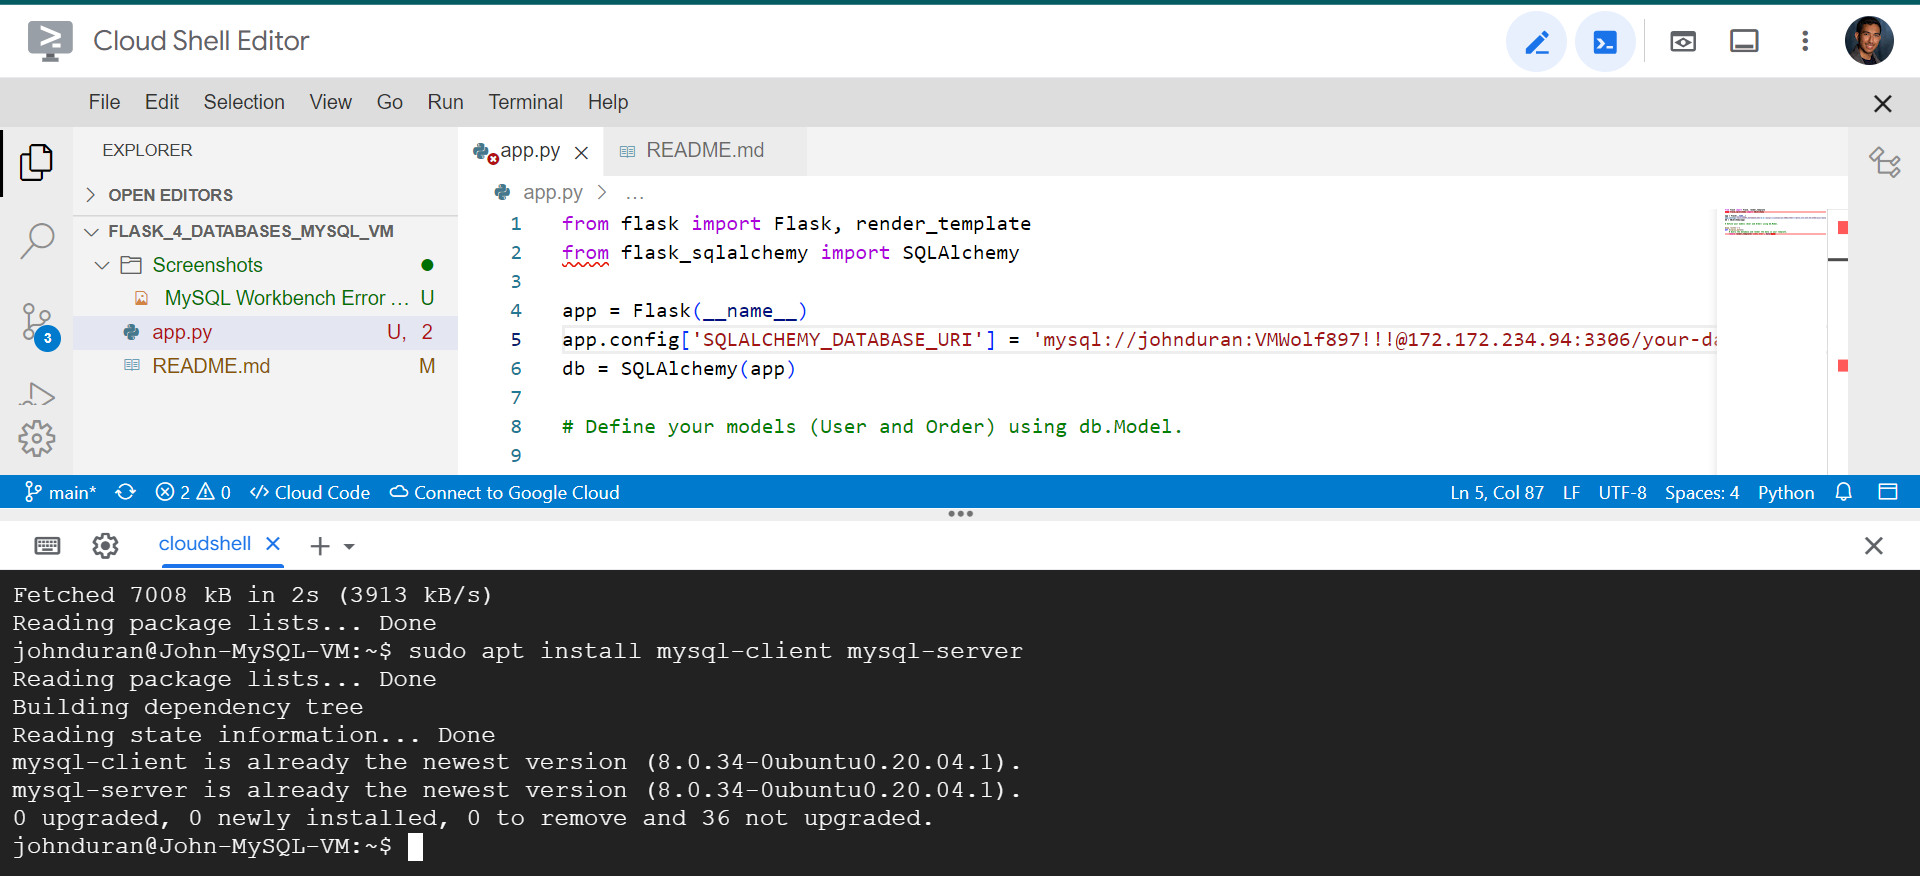 Cloud Shell Editor
File Edit Selection View Go Run Terminal Help
EXPLORER
OPEN EDITORS
FLASK_4_DATABASES_MYSQL_VM
Screenshots
MySQL Workbench Error ... U
app.py U, 2
README.md M
3
app.py README.md
app.py > ...
1 from flask import Flask, render_template
2 from flask_sqlalchemy import SQLAlchemy
3
4 app = Flask(__name__)
5 app.config['SQLALCHEMY_DATABASE_URI'] = 'mysql://johnduran:VMWolf897!!!@172.172.234.94:3306/your-da
6 db = SQLAlchemy(app)
7
8 # Define your models (User and Order) using db.Model.
9
main* 2 0 Cloud Code Connect to Google Cloud Ln 5, Col 87 LF UTF-8 Spaces: 4 Python
cloudshell
Fetched 7008 kB in 2s (3913 kB/s)
Reading package lists... Done
johnduran@John-MySQL-VM:~$ sudo apt install mysql-client mysql-server
Reading package lists... Done
Building dependency tree
Reading state information... Done
mysql-client is already the newest version (8.0.34-0ubuntu0.20.04.1).
mysql-server is already the newest version (8.0.34-0ubuntu0.20.04.1).
0 upgraded, 0 newly installed, 0 to remove and 36 not upgraded.
johnduran@John-MySQL-VM:~$